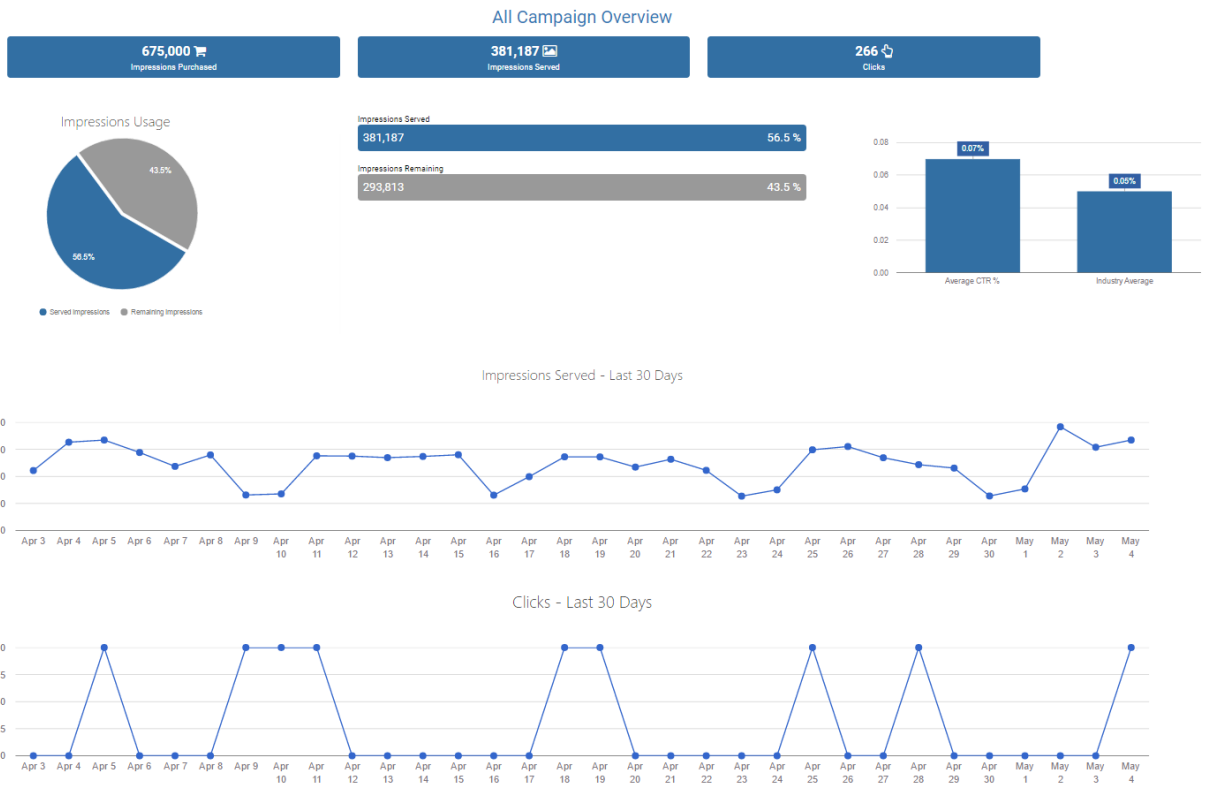 All Campaign Overview
675,000
Impressions Purchased
381,187
Impressions Served
266
Clicks
Impressions Usage
43.5%
56.5%
Served Impressions
Remaining Impressions
Impressions Served
381,187 56.5 %
Impressions Remaining
293,813 43.5 %
0.08
0.06
0.04
0.02
0.00
0.07%
0.05%
Average CTR %
Industry Average
Impressions Served - Last 30 Days
0
0
0
0
0
Apr 3 Apr 4 Apr 5 Apr 6 Apr 7 Apr 8 Apr 9 Apr 10 Apr 11 Apr 12 Apr 13 Apr 14 Apr 15 Apr 16 Apr 17 Apr 18 Apr 19 Apr 20 Apr 21 Apr 22 Apr 23 Apr 24 Apr 25 Apr 26 Apr 27 Apr 28 Apr 29 Apr 30 May 1 May 2 May 3 May 4
Clicks - Last 30 Days
0
5
0
5
0
Apr 3 Apr 4 Apr 5 Apr 6 Apr 7 Apr 8 Apr 9 Apr 10 Apr 11 Apr 12 Apr 13 Apr 14 Apr 15 Apr 16 Apr 17 Apr 18 Apr 19 Apr 20 Apr 21 Apr 22 Apr 23 Apr 24 Apr 25 Apr 26 Apr 27 Apr 28 Apr 29 Apr 30 May 1 May 2 May 3 May 4